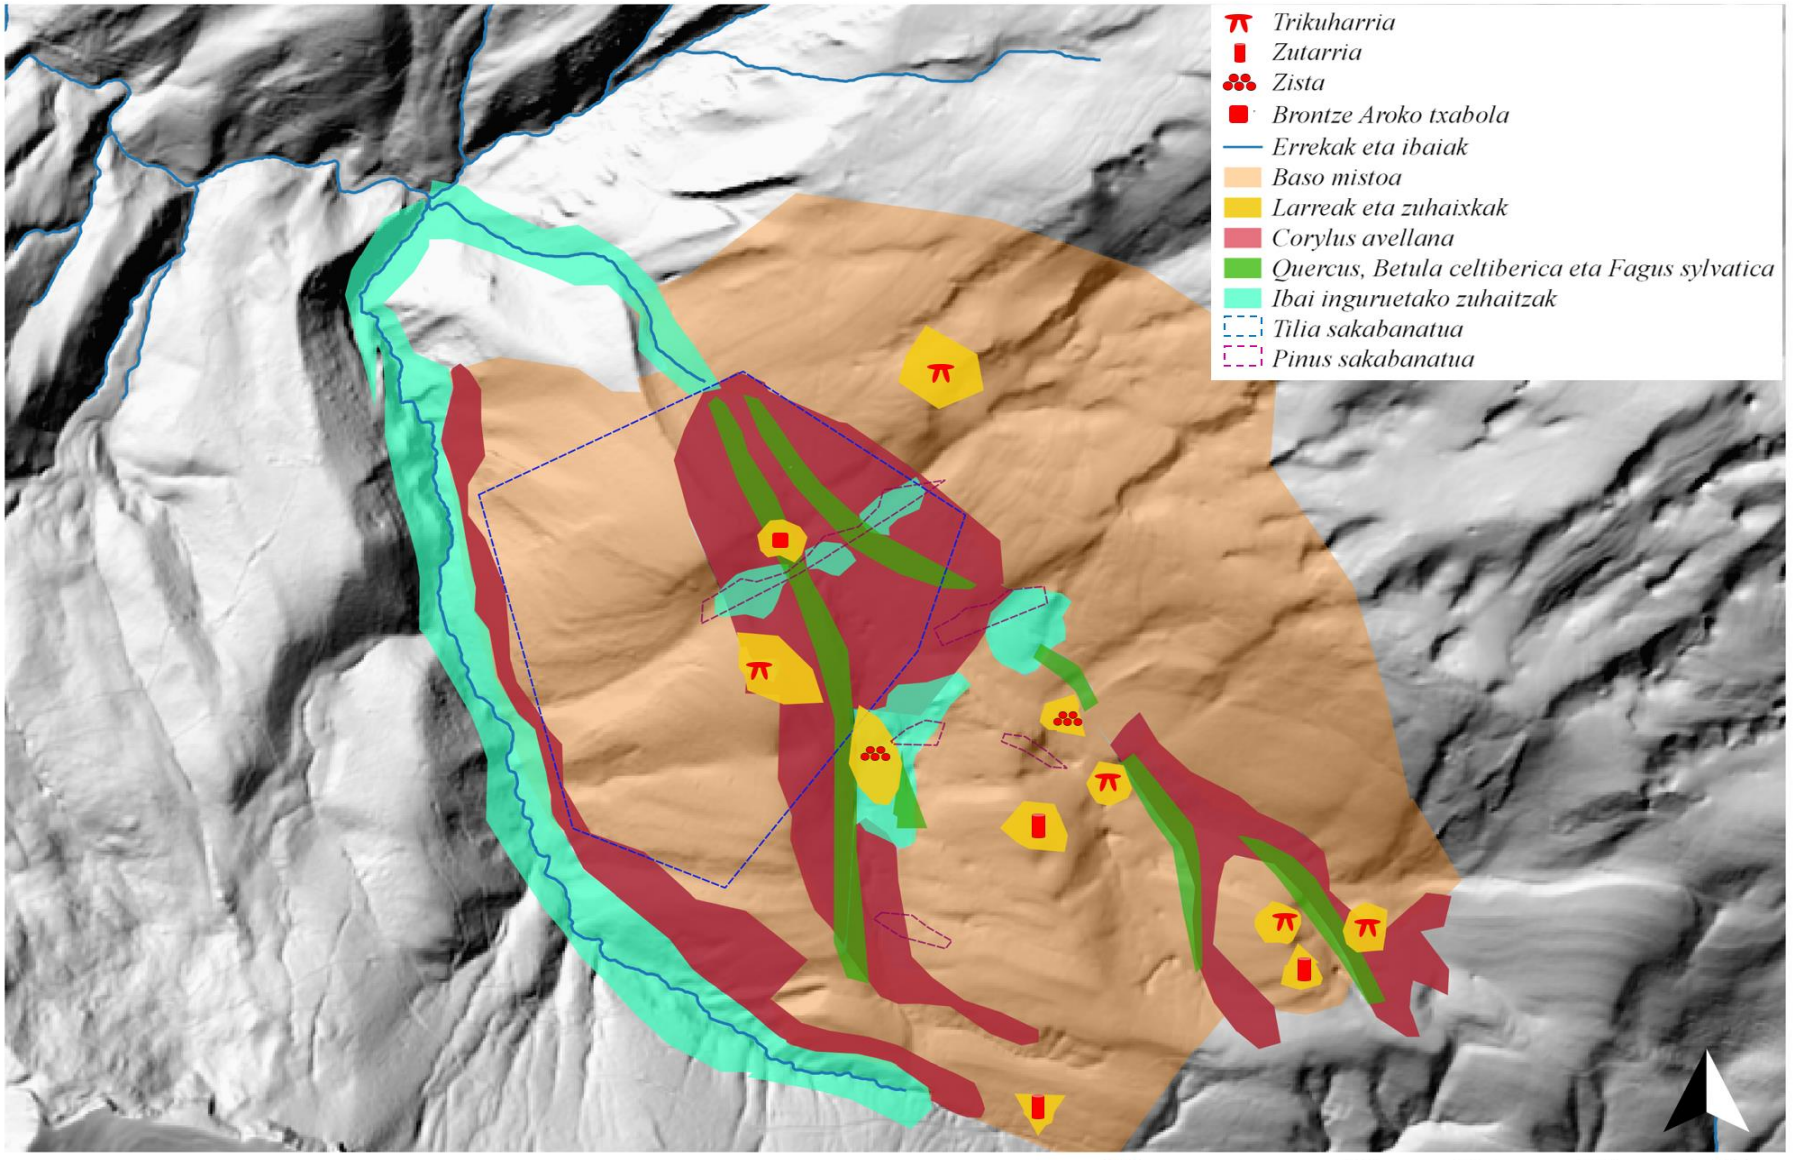 Trikuharria
Zutarria
Zista
Brontze Aroko txabola
Errekak eta ibaiak
Baso mistoa
Larreak eta zuhaixkak
Corylus avellana
Quercus, Betula celtiberica eta Fagus sylvatica
Ibai inguruetako zuhaitzak
Tilia sakabanatua
Pinus sakabanatua